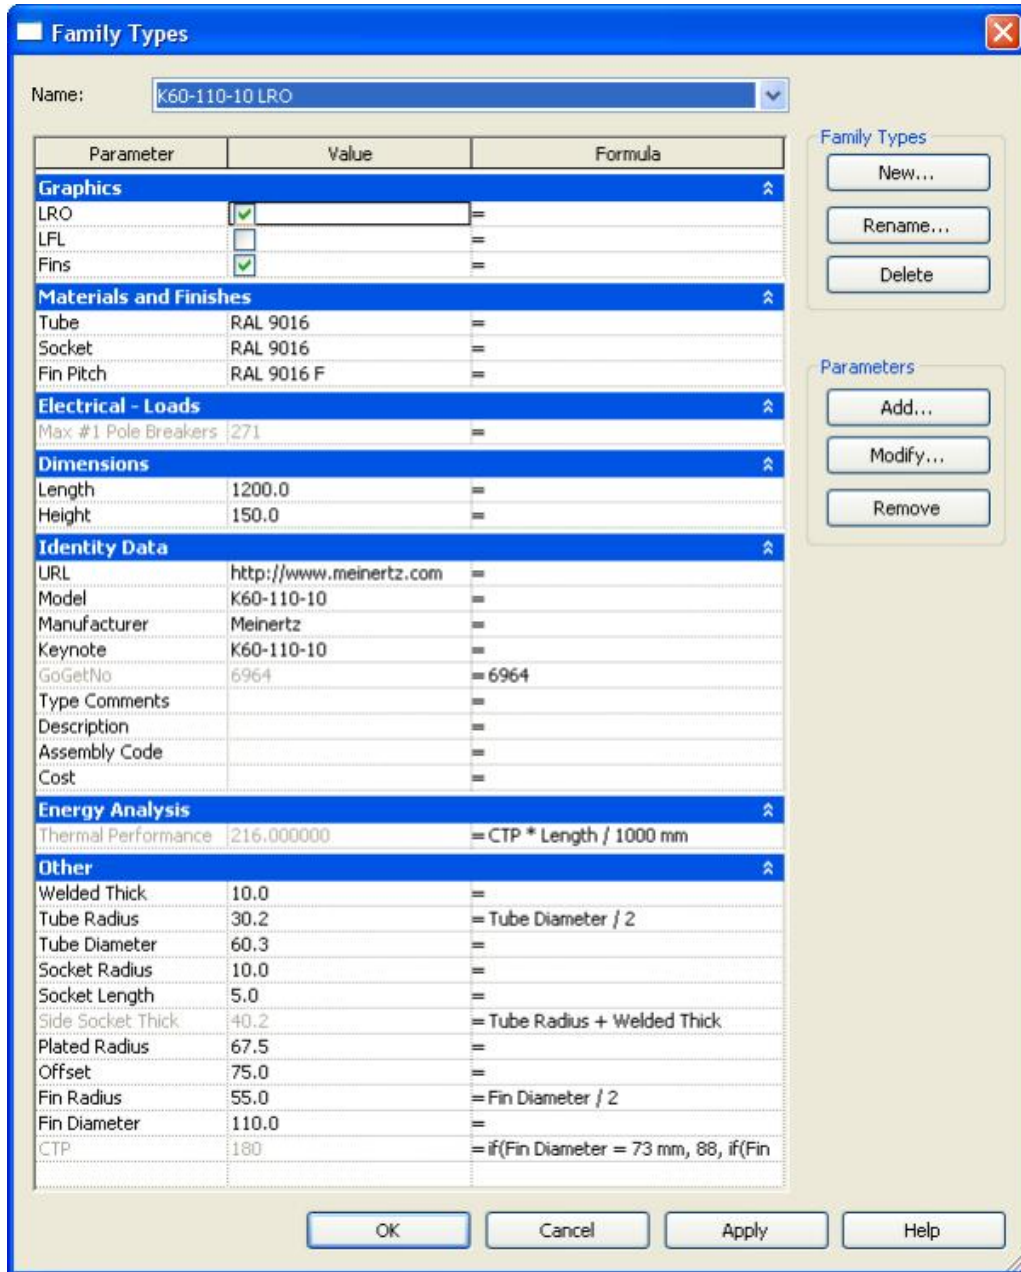 Family Types
Name: K60-110-10 LRO
Parameter Value Formula
Graphics
LRO =
LFL =
Fins =
Materials and Finishes
Tube RAL 9016 =
Socket RAL 9016 =
Fin Pitch RAL 9016 F =
Electrical - Loads
Max #1 Pole Breakers 271 =
Dimensions
Length 1200.0 =
Height 150.0 =
Identity Data
URL http://www.meinertz.com =
Model K60-110-10 =
Manufacturer Meinertz =
Keynote K60-110-10 =
GoGetNo 6964 = 6964
Type Comments =
Description =
Assembly Code =
Cost =
Energy Analysis
Thermal Performance 216.000000 = CTP * Length / 1000 mm
Other
Welded Thick 10.0 =
Tube Radius 30.2 = Tube Diameter / 2
Tube Diameter 60.3 =
Socket Radius 10.0 =
Socket Length 5.0 =
Side Socket Thick 40.2 = Tube Radius + Welded Thick
Plated Radius 67.5 =
Offset 75.0 =
Fin Radius 55.0 = Fin Diameter / 2
Fin Diameter 110.0 =
CTP 180 = if(Fin Diameter = 73 mm, 88, if(Fin
Family Types
New...
Rename...
Delete
Parameters
Add...
Modify...
Remove
OK Cancel Apply Help